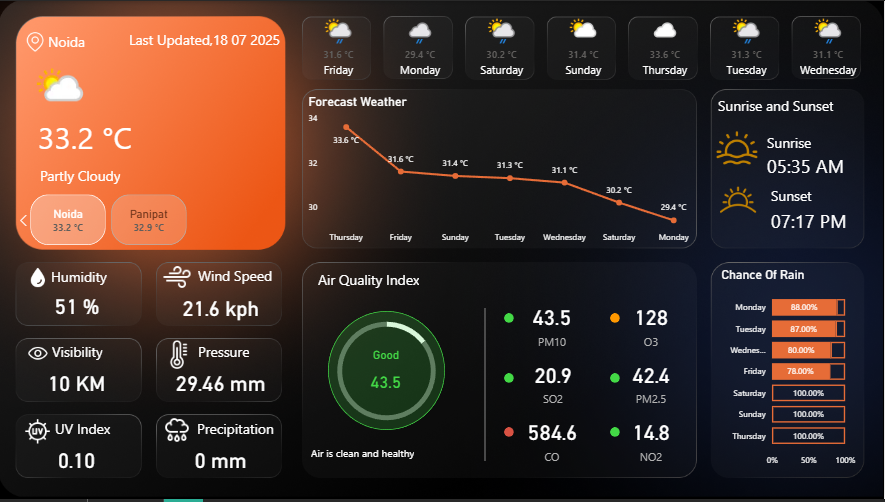 Noida
Last Updated,18 07 2025
33.2 °C
Partly Cloudy
Noida
33.2 °C
Panipat
32.9 °C
31.6 °C
Friday
29.4 °C
Monday
30.2 °C
Saturday
31.4 °C
Sunday
33.6 °C
Thursday
31.3 °C
Tuesday
31.1 °C
Wednesday
Forecast Weather
34
32
30
33.6 °C
31.6 °C
31.4 °C
31.3 °C
31.1 °C
30.2 °C
29.4 °C
Thursday
Friday
Sunday
Tuesday
Wednesday
Saturday
Monday
Sunrise and Sunset
Sunrise
05:35 AM
Sunset
07:17 PM
Humidity
51 %
Wind Speed
21.6 kph
Visibility
10 KM
Pressure
29.46 mm
UV
UV Index
0.10
Precipitation
0 mm
Air Quality Index
Good
43.5
Air is clean and healthy
43.5
PM10
128
O3
20.9
SO2
42.4
PM2.5
584.6
CO
14.8
NO2
Chance Of Rain
Monday 88.00%
Tuesday 87.00%
Wednes... 80.00%
Friday 78.00%
Saturday 100.00%
Sunday 100.00%
Thursday 100.00%
0% 50% 100%